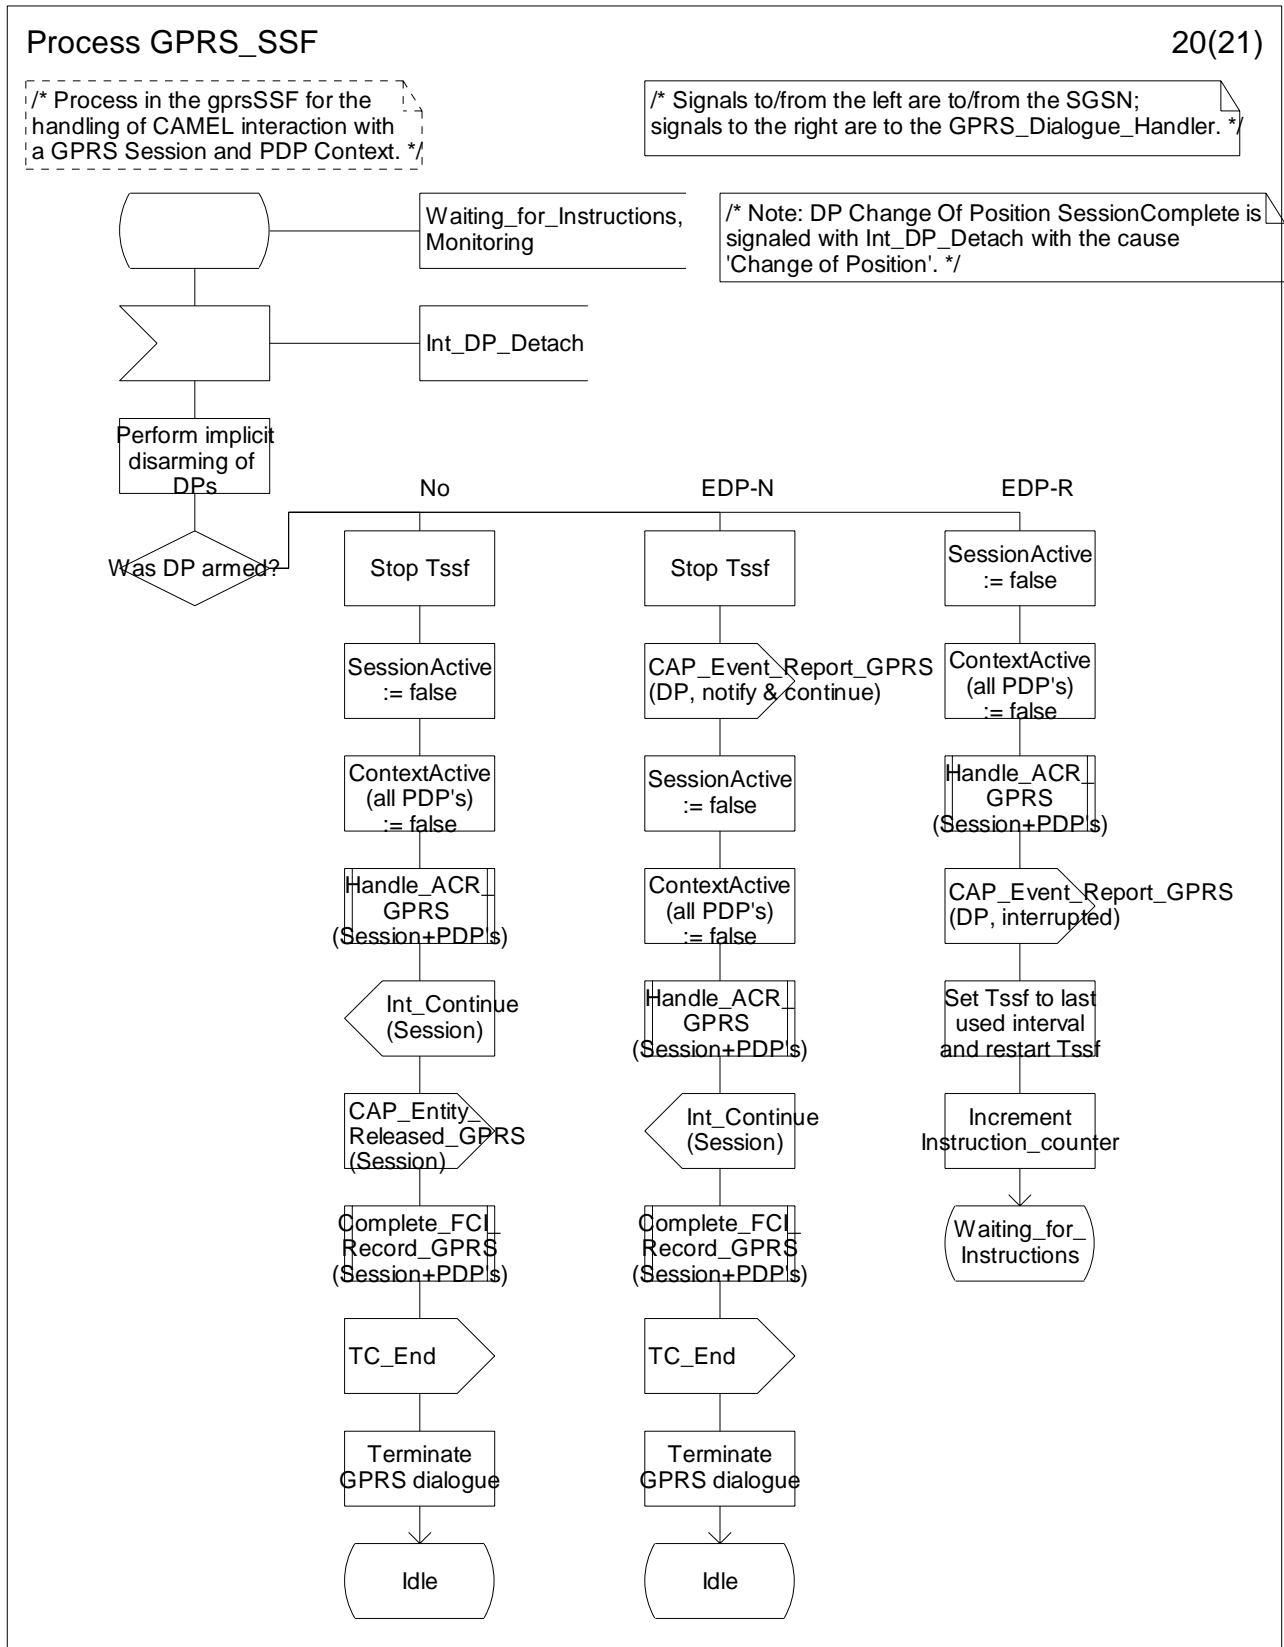 Process GPRS_SSF
20(21)
/* Process in the gprsSSF for the
handling of CAMEL interaction with
a GPRS Session and PDP Context. */
/* Signals to/from the left are to/from the SGSN;
signals to the right are to the GPRS_Dialogue_Handler. */
Waiting_for_Instructions,
Monitoring
/* Note: DP Change Of Position SessionComplete is
signaled with Int_DP_Detach with the cause
'Change of Position'. */
Int_DP_Detach
Perform implicit
disarming of
DPs
Was DP armed?
No
Stop Tssf
SessionActive
:= false
ContextActive
(all PDP's)
:= false
Handle_ACR_
GPRS
(Session+PDP's)
Int_Continue
(Session)
CAP_Entity_
Released_GPRS
(Session)
Complete_FCI_
Record_GPRS
(Session+PDP's)
TC_End
Terminate
GPRS dialogue
Idle
EDP-N
Stop Tssf
CAP_Event_Report_GPRS
(DP, notify & continue)
SessionActive
:= false
ContextActive
(all PDP's)
:= false
Handle_ACR_
GPRS
(Session+PDP's)
Int_Continue
(Session)
Complete_FCI_
Record_GPRS
(Session+PDP's)
TC_End
Terminate
GPRS dialogue
Idle
EDP-R
SessionActive
:= false
ContextActive
(all PDP's)
:= false
Handle_ACR_
GPRS
(Session+PDP's)
CAP_Event_Report_GPRS
(DP, interrupted)
Set Tssf to last
used interval
and restart Tssf
Increment
Instruction_counter
Waiting_for_
Instructions